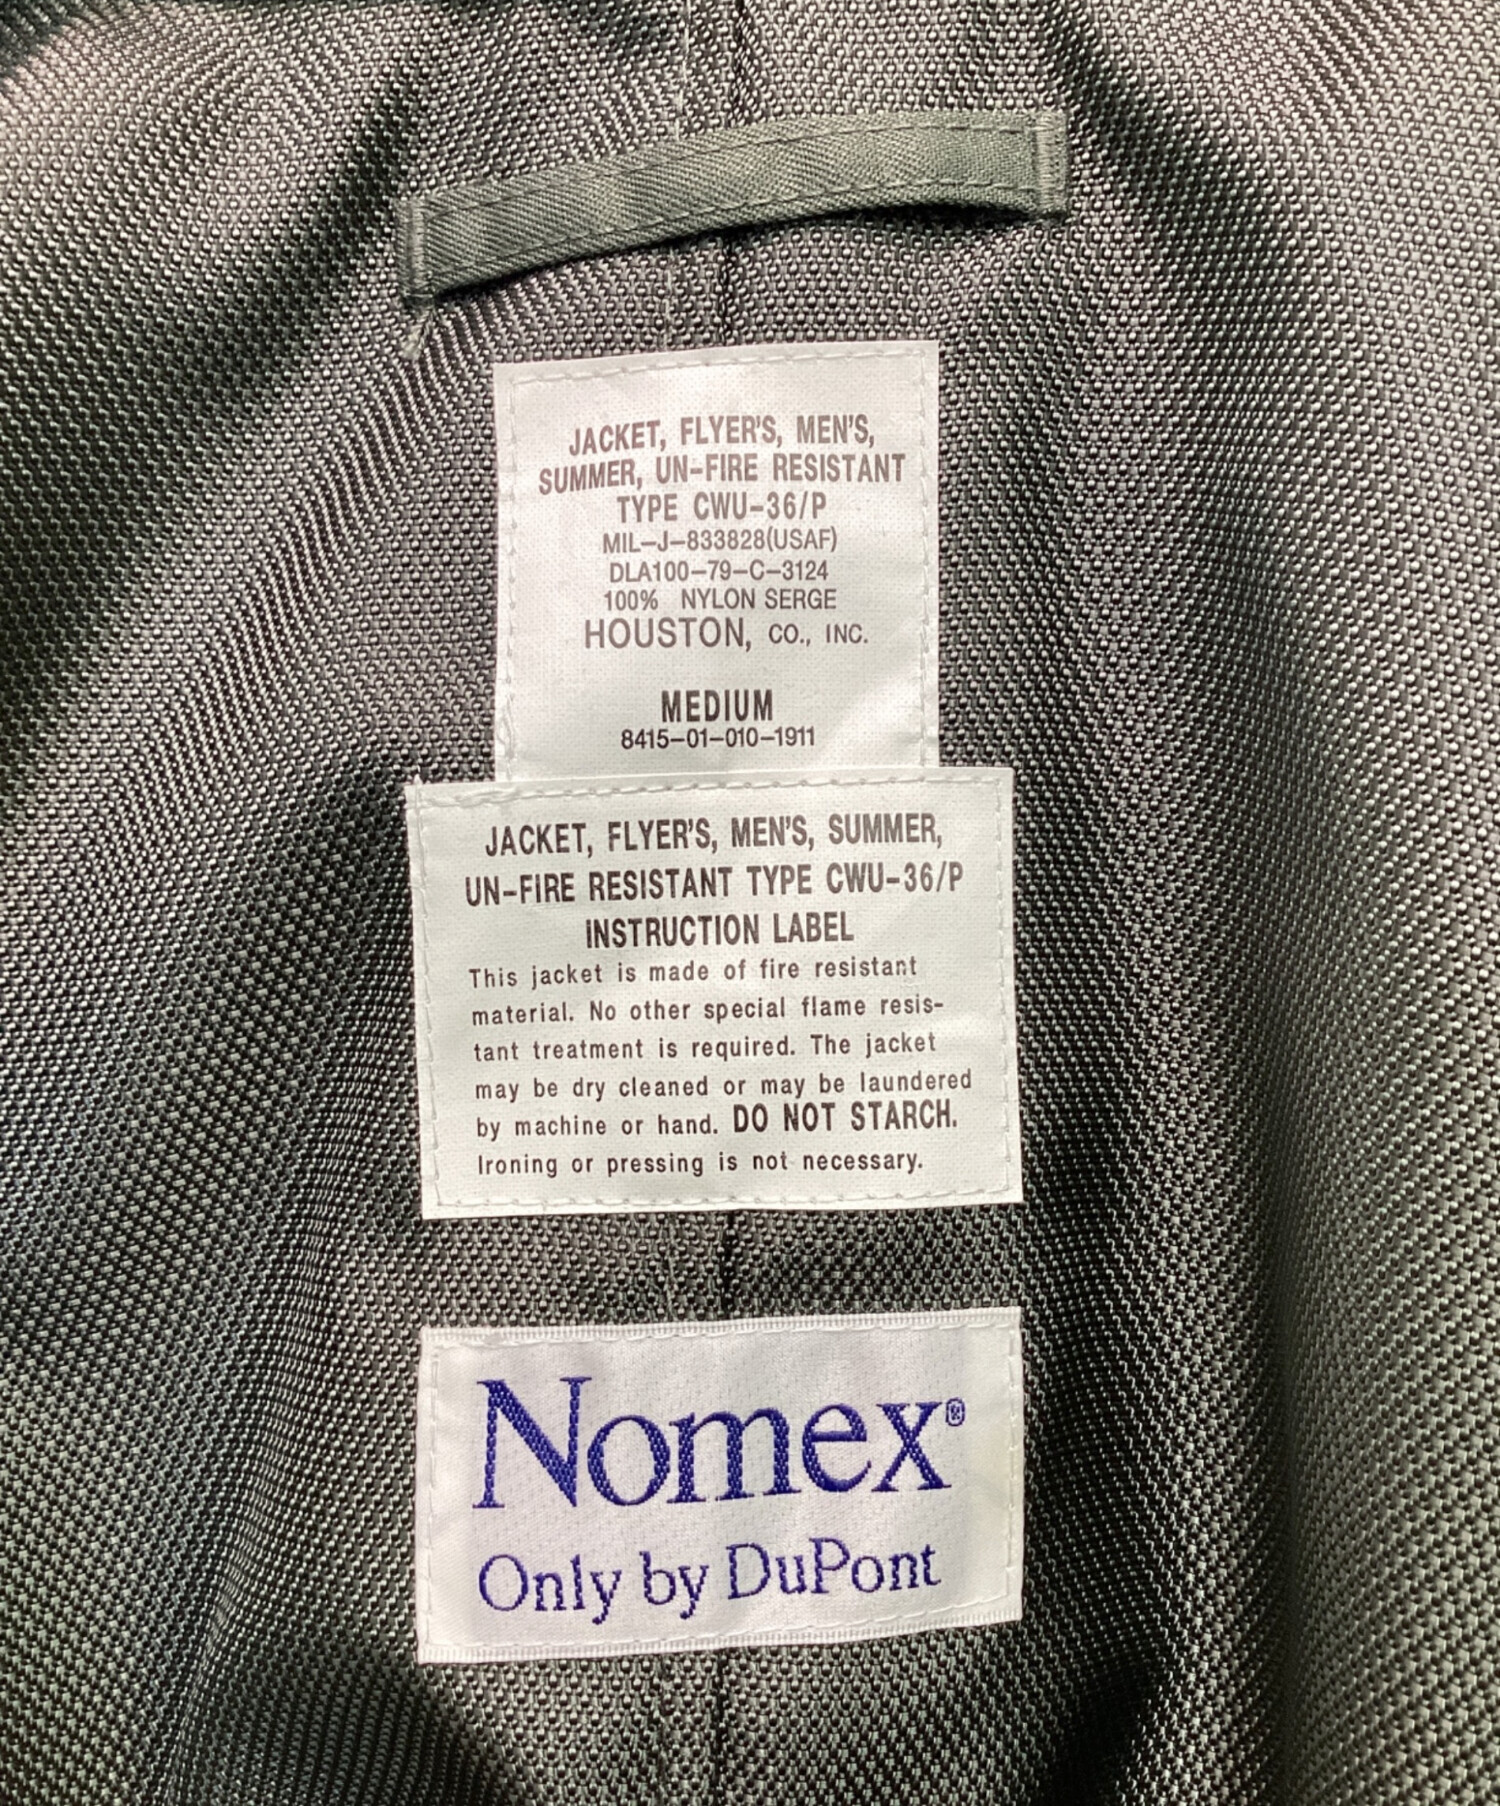 JACKET, FLYER'S, MEN'S,
SUMMER, UN-FIRE RESISTANT
TYPE CWU-36/P
MIL-J-833828(USAF)
DLA100-79-C-3124
100% NYLON SERGE
HOUSTON, CO., INC.
MEDIUM
8415-01-010-1911
JACKET, FLYER'S, MEN'S, SUMMER,
UN-FIRE RESISTANT TYPE CWU-36/P
INSTRUCTION LABEL
This jacket is made of fire resistant
material. No other special flame resis-
tant treatment is required. The jacket
may be dry cleaned or may be laundered
by machine or hand. DO NOT STARCH.
Ironing or pressing is not necessary.
Nomex®
Only by DuPont